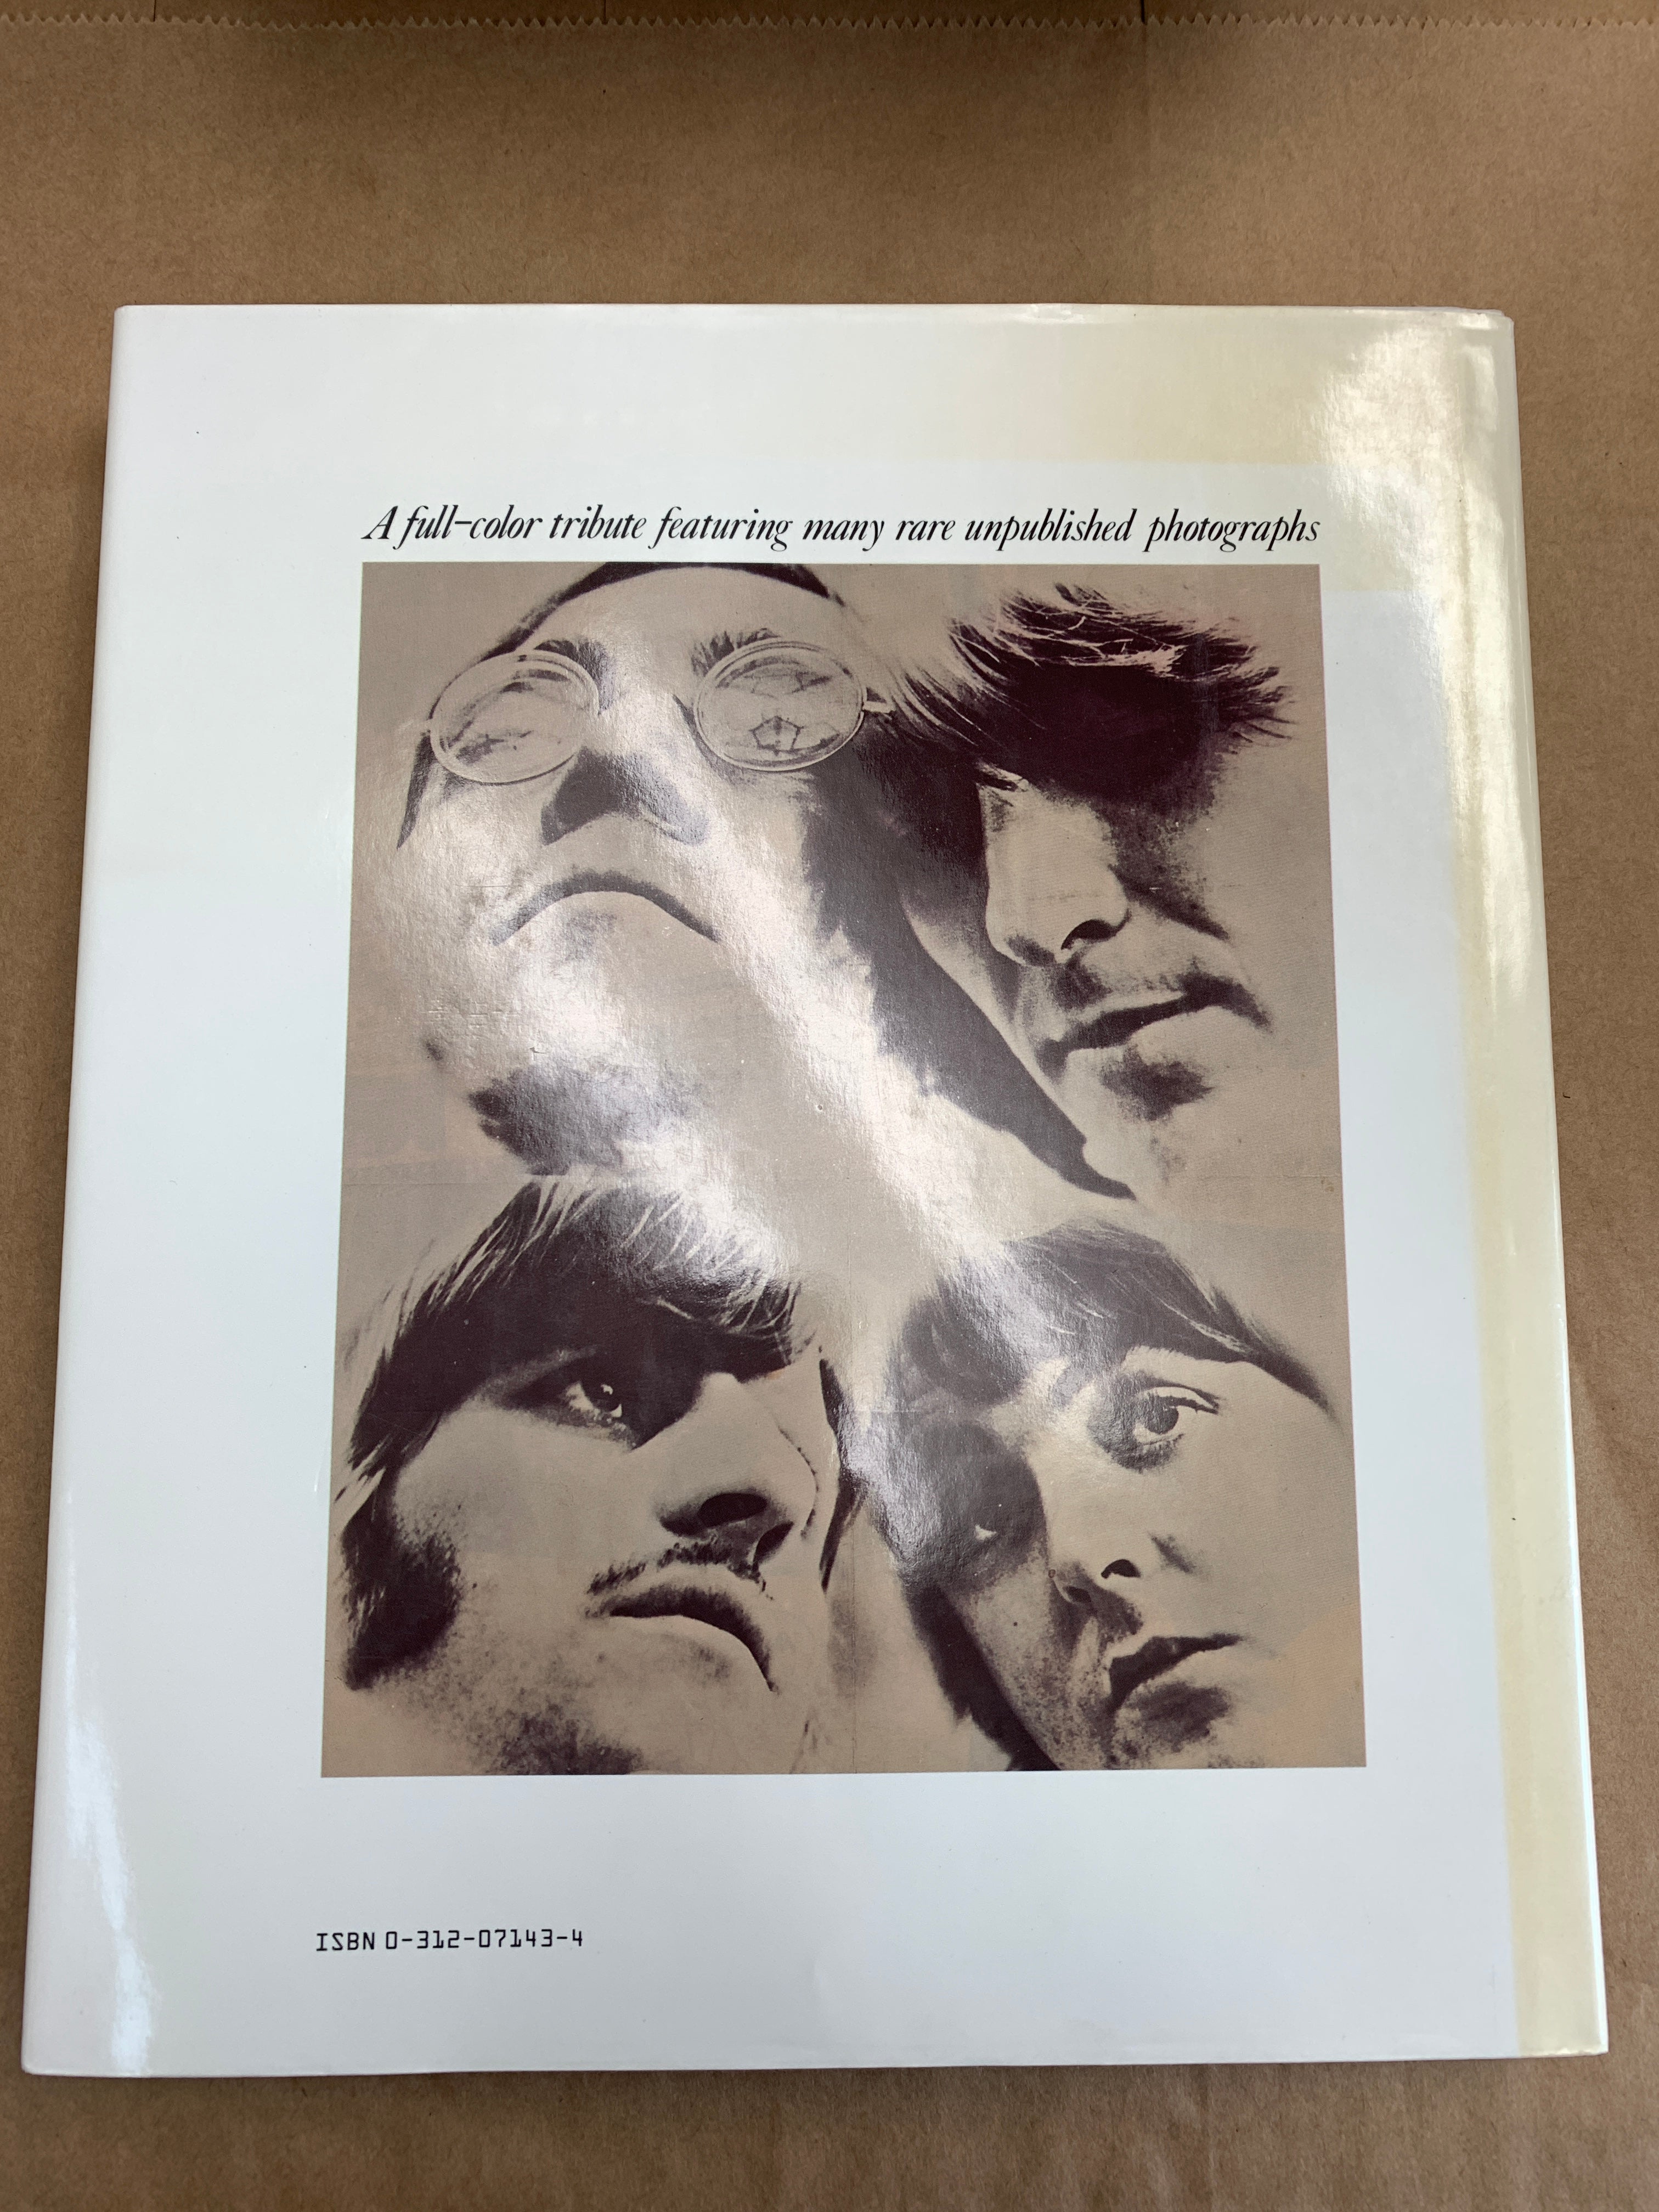 A full-color tribute featuring many rare unpublished photographs
ISBN 0-312-07143-4